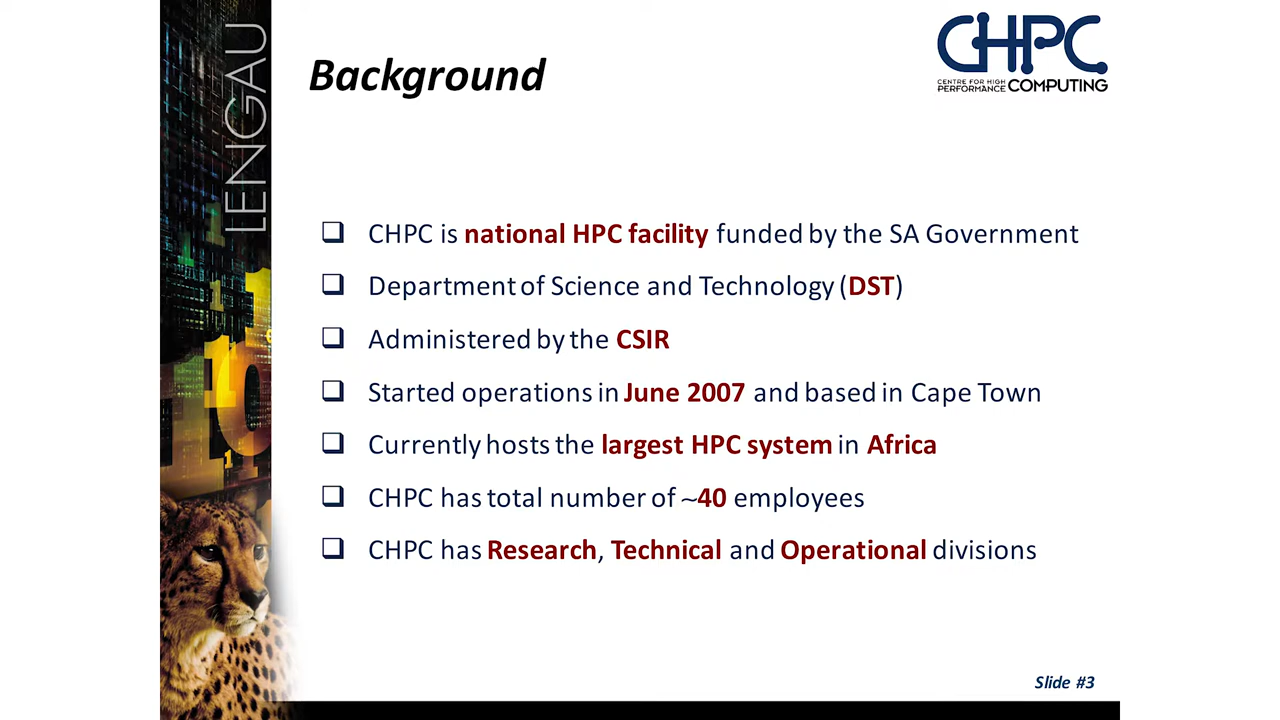 LENGAU
Background
CHPC
CENTRE FOR HIGH
PERFORMANCE COMPUTING
❑ CHPC is national HPC facility funded by the SA Government
❑ Department of Science and Technology (DST)
❑ Administered by the CSIR
❑ Started operations in June 2007 and based in Cape Town
❑ Currently hosts the largest HPC system in Africa
❑ CHPC has total number of ~40 employees
❑ CHPC has Research, Technical and Operational divisions
Slide #3